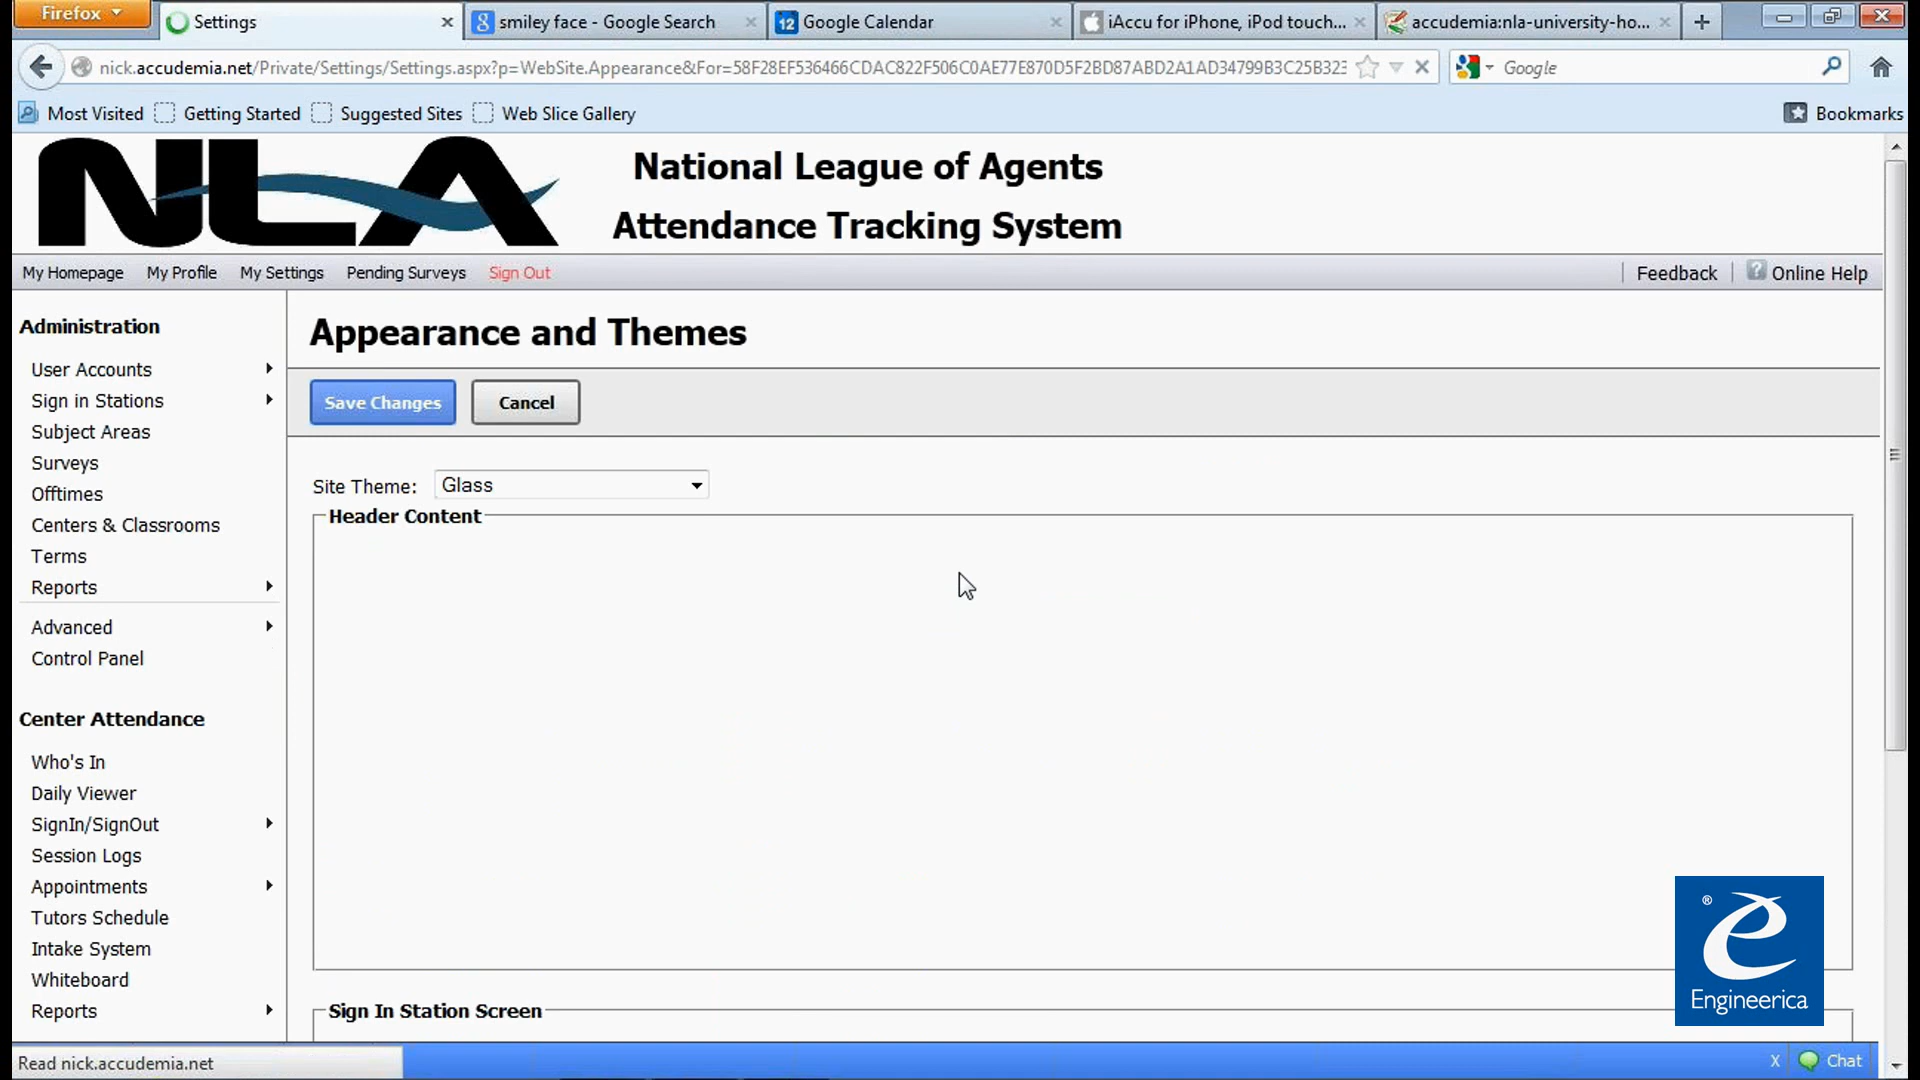 Firefox
Settings
smiley face - Google Search
12
Google Calendar
iAccu for iPhone, iPod touch...
accudemia:nla-university-ho...
nick.accudemia.net/Private/Settings/Settings.aspx?p=WebSite.Appearance&For=58F28EF536466CDAC822F506C0AE77E870D5F2BD87ABD2A1AD34799B3C25B323
Google
Most Visited
Getting Started
Suggested Sites
Web Slice Gallery
Bookmarks
NLA
National League of Agents
Attendance Tracking System
My Homepage
My Profile
My Settings
Pending Surveys
Sign Out
Feedback
Online Help
Administration
User Accounts
Sign in Stations
Subject Areas
Surveys
Offtimes
Centers & Classrooms
Terms
Reports
Advanced
Control Panel
Center Attendance
Who's In
Daily Viewer
SignIn/SignOut
Session Logs
Appointments
Tutors Schedule
Intake System
Whiteboard
Reports
Appearance and Themes
Save Changes
Cancel
Site Theme:
Glass
Header Content
Sign In Station Screen
® e
Engineerica
Read nick.accudemia.net
X
Chat